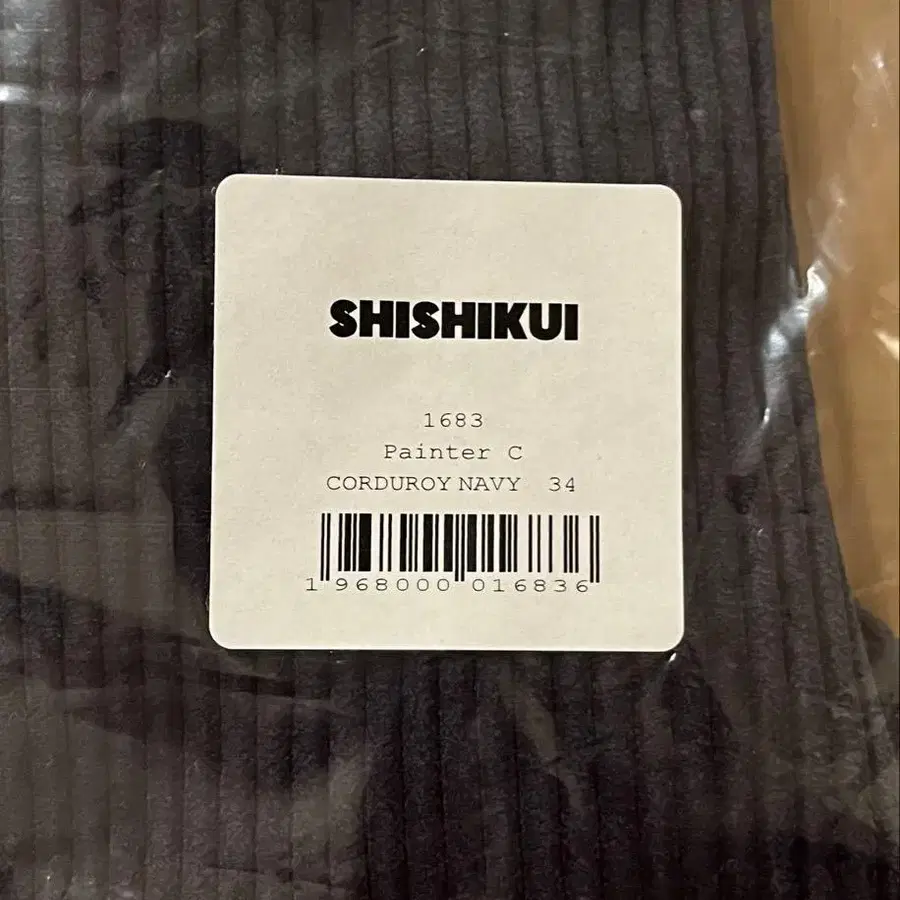 SHISHIKUI
1683
Painter C
CORDUROY NAVY 34
1 968000 016836